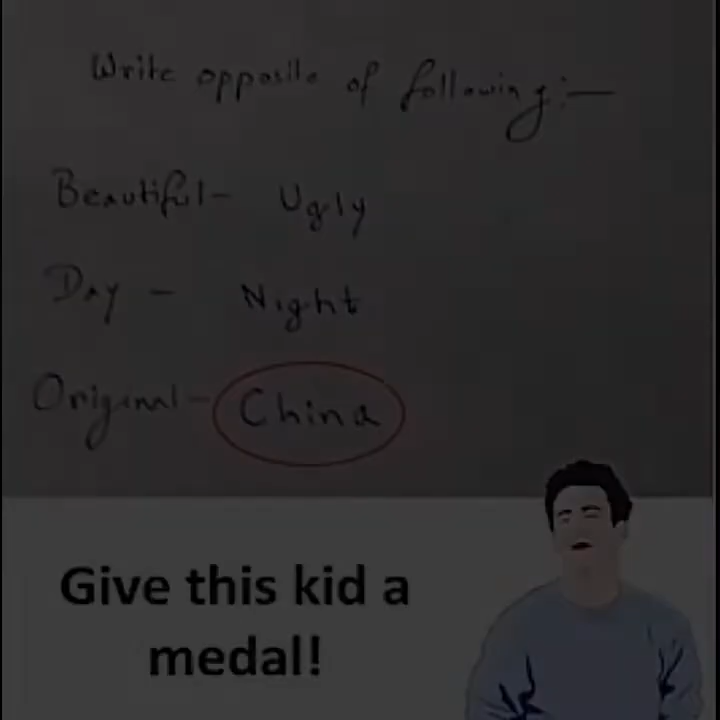 Write opposite of following:-
Beautiful- Ugly
Day - Night
Original- China
Give this kid a
medal!